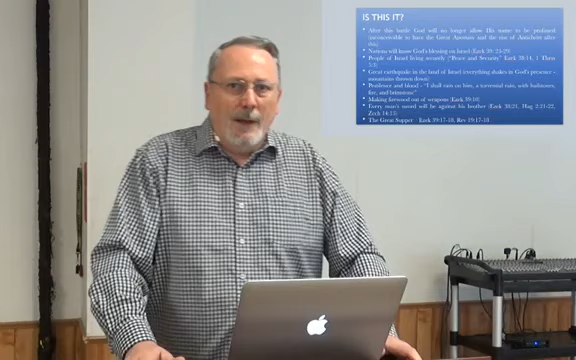 IS THIS IT?
After this battle God will no longer allow His name to be profaned
(inconceivable to have the Great Apostasy and the rise of Antichrist after
this)
Nations will know God's blessing on Israel (Ezek 39: 25-29)
People of Israel living securely ("Peace and Security" Ezek 38:14, 1 Thess
5:3)
Great earthquake in the land of Israel (everything shakes in God's presence -
mountains thrown down)
Pestilence and blood - "I shall rain on him, a torrential rain, with hailstones,
fire, and brimstone"
Making firewood out of weapons (Ezek 39:10)
Every man's sword will be against his brother (Ezek 38:21, Hag 2:21-22,
Zech 14:13)
The Great Supper - Ezek 39:17-18, Rev 19:17-18